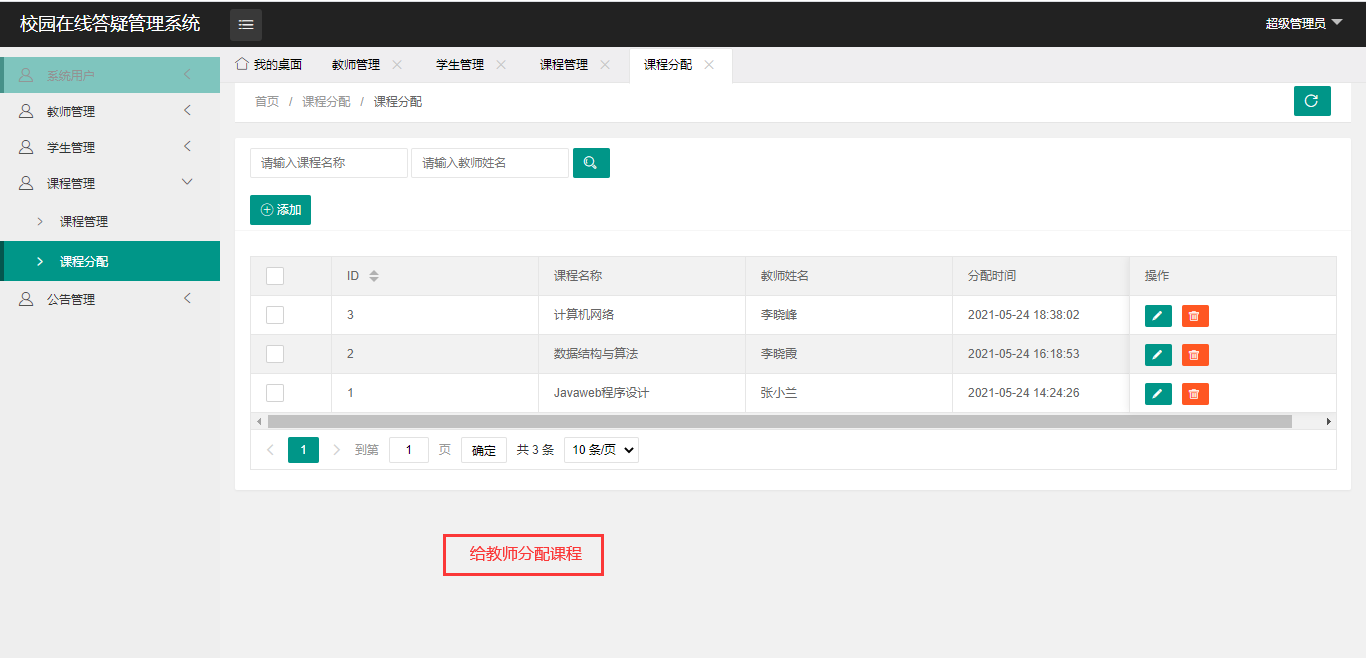 校园在线答疑管理系统
超级管理员
系统用户
教师管理
学生管理
课程管理
课程管理
课程分配
公告管理
我的桌面 教师管理 学生管理 课程管理 课程分配
首页 / 课程分配 / 课程分配
请输入课程名称 请输入教师姓名
添加
ID 课程名称 教师姓名 分配时间 操作
3 计算机网络 李晓峰 2021-05-24 18:38:02
2 数据结构与算法 李晓霞 2021-05-24 16:18:53
1 Javaweb程序设计 张小兰 2021-05-24 14:24:26
1 到第 1 页 确定 共 3 条 10 条/页
给教师分配课程